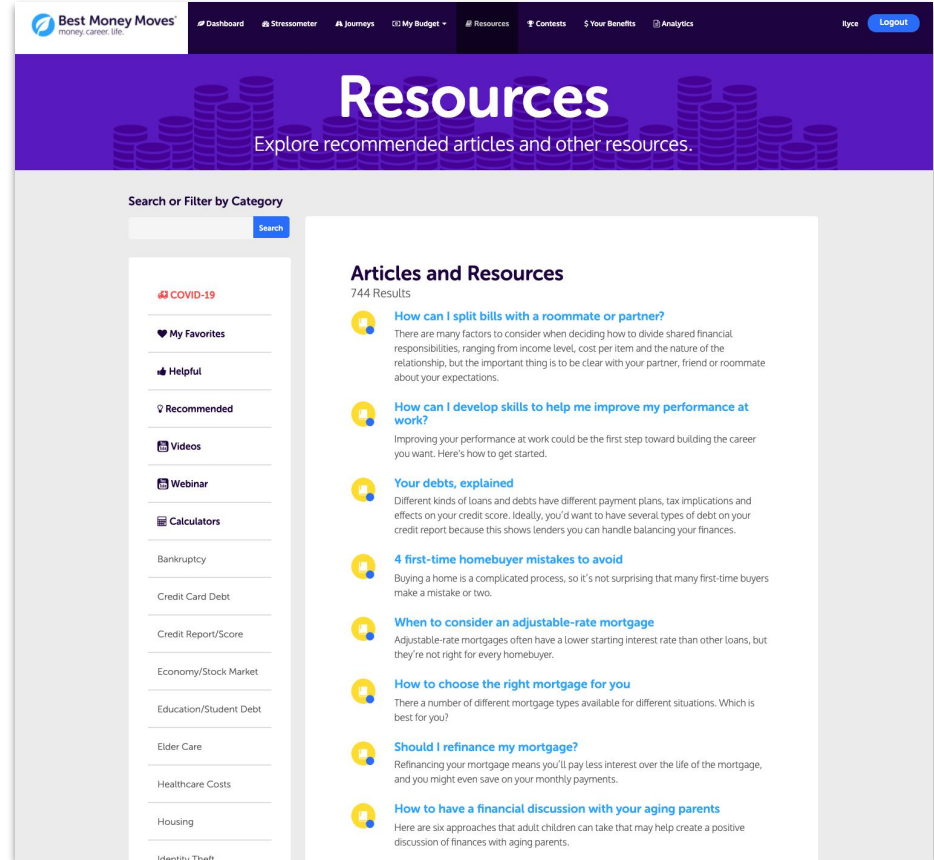 Best Money Moves®
money. career. life.
Dashboard Stressometer Journeys My Budget Resources Contests $ Your Benefits Analytics Ilyce Logout
Resources
Explore recommended articles and other resources.
Search or Filter by Category
Search
COVID-19
My Favorites
Helpful
Recommended
Videos
Webinar
Calculators
Bankruptcy
Credit Card Debt
Credit Report/Score
Economy/Stock Market
Education/Student Debt
Elder Care
Healthcare Costs
Housing
Identity Theft
Articles and Resources
744 Results
How can I split bills with a roommate or partner?
There are many factors to consider when deciding how to divide shared financial
responsibilities, ranging from income level, cost per item and the nature of the
relationship, but the important thing is to be clear with your partner, friend or roommate
about your expectations.
How can I develop skills to help me improve my performance at
work?
Improving your performance at work could be the first step toward building the career
you want. Here's how to get started.
Your debts, explained
Different kinds of loans and debts have different payment plans, tax implications and
effects on your credit score. Ideally, you'd want to have several types of debt on your
credit report because this shows lenders you can handle balancing your finances.
4 first-time homebuyer mistakes to avoid
Buying a home is a complicated process, so it's not surprising that many first-time buyers
make a mistake or two.
When to consider an adjustable-rate mortgage
Adjustable-rate mortgages often have a lower starting interest rate than other loans, but
they're not right for every homebuyer.
How to choose the right mortgage for you
There a number of different mortgage types available for different situations. Which is
best for you?
Should I refinance my mortgage?
Refinancing your mortgage means you'll pay less interest over the life of the mortgage,
and you might even save on your monthly payments.
How to have a financial discussion with your aging parents
Here are six approaches that adult children can take that may help create a positive
discussion of finances with aging parents.